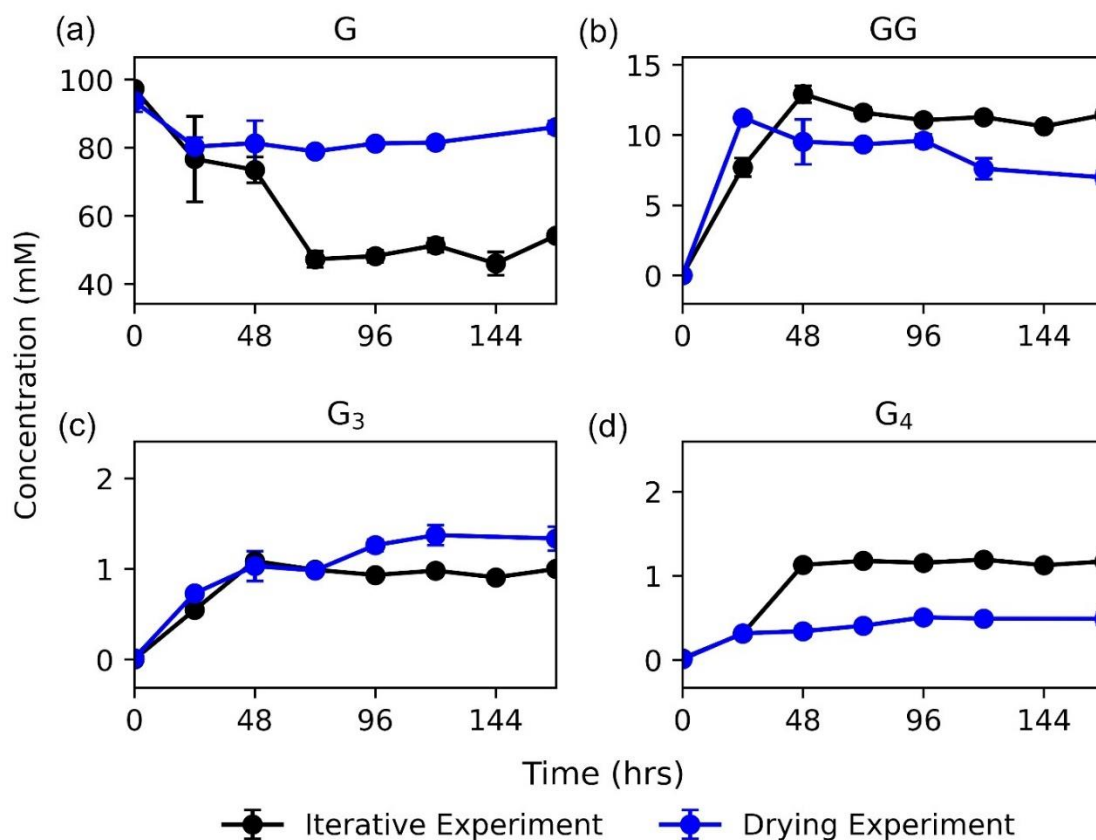 (a) G
(b) GG
100
80
60
40
0 48 96 144
15
10
5
0
0 48 96 144
Concentration (mM)
(c) G₃
(d) G₄
2
1
0
0 48 96 144
2
1
0
0 48 96 144
Time (hrs)
Iterative Experiment
Drying Experiment